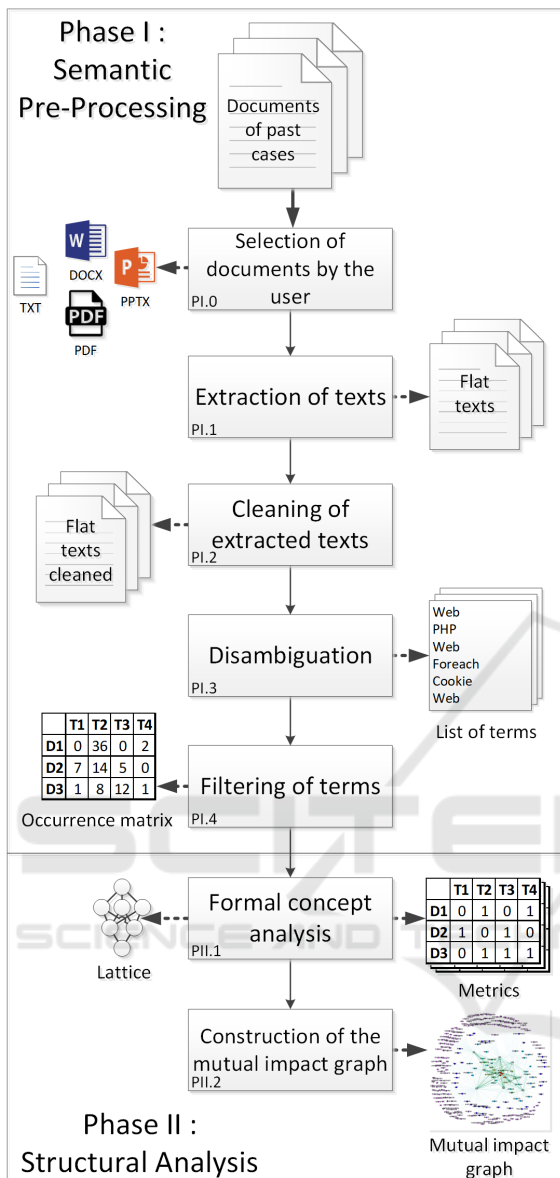 Phase I :
Semantic
Pre-Processing
Documents
of past
cases
Selection of
documents by the
user
PI.0
W
DOCX
P
PPTX
TXT
PDF
PDF
Extraction of texts
PI.1
Flat
texts
Cleaning of
extracted texts
PI.2
Flat
texts
cleaned
Disambiguation
PI.3
Web
PHP
Web
Foreach
Cookie
Web
List of terms
T1 T2 T3 T4
D1 0 36 0 2
D2 7 14 5 0
D3 1 8 12 1
Occurrence matrix
Filtering of terms
PI.4
Formal concept
analysis
PII.1
Lattice
T1 T2 T3 T4
D1 0 1 0 1
D2 1 0 1 0
D3 0 1 1 1
Metrics
Construction of the
mutual impact graph
PII.2
Mutual impact
graph
Phase II :
Structural Analysis